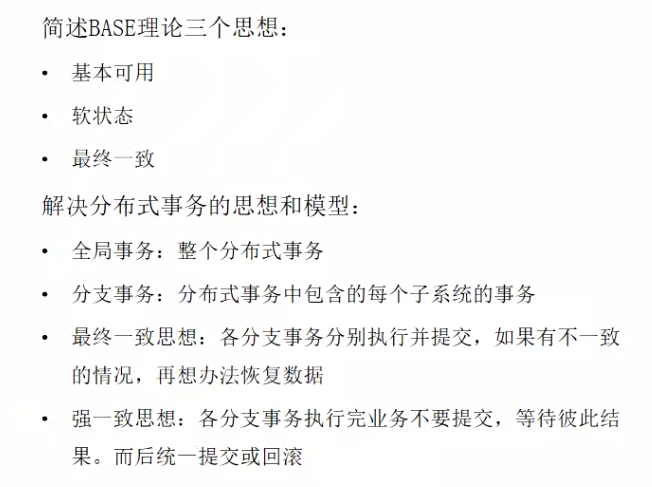 简述BASE理论三个思想：
• 基本可用
• 软状态
• 最终一致
解决分布式事务的思想和模型：
• 全局事务：整个分布式事务
• 分支事务：分布式事务中包含的每个子系统的事务
• 最终一致思想：各分支事务分别执行并提交，如果有不一致
的情况，再想办法恢复数据
• 强一致思想：各分支事务执行完业务不要提交，等待彼此结
果。而后统一提交或回滚